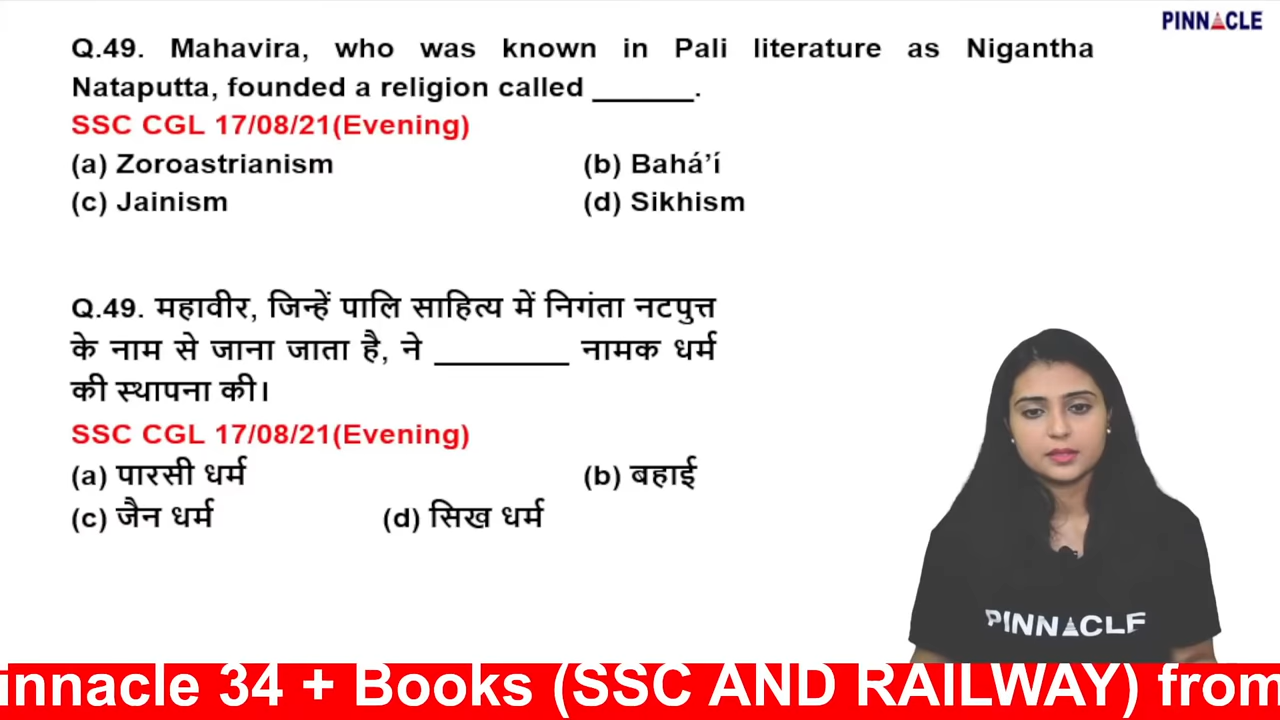 PINNACLE
Q.49. Mahavira, who was known in Pali literature as Nigantha
Nataputta, founded a religion called ______.
SSC CGL 17/08/21(Evening)
(a) Zoroastrianism (b) Bahá’í
(c) Jainism (d) Sikhism
Q.49. महावीर, जिन्हें पालि साहित्य में निगंता नटपुत्त
के नाम से जाना जाता है, ने ________ नामक धर्म
की स्थापना की।
SSC CGL 17/08/21(Evening)
(a) पारसी धर्म (b) बहाई
(c) जैन धर्म (d) सिख धर्म
PINNACLE
innacle 34 + Books (SSC AND RAILWAY) from